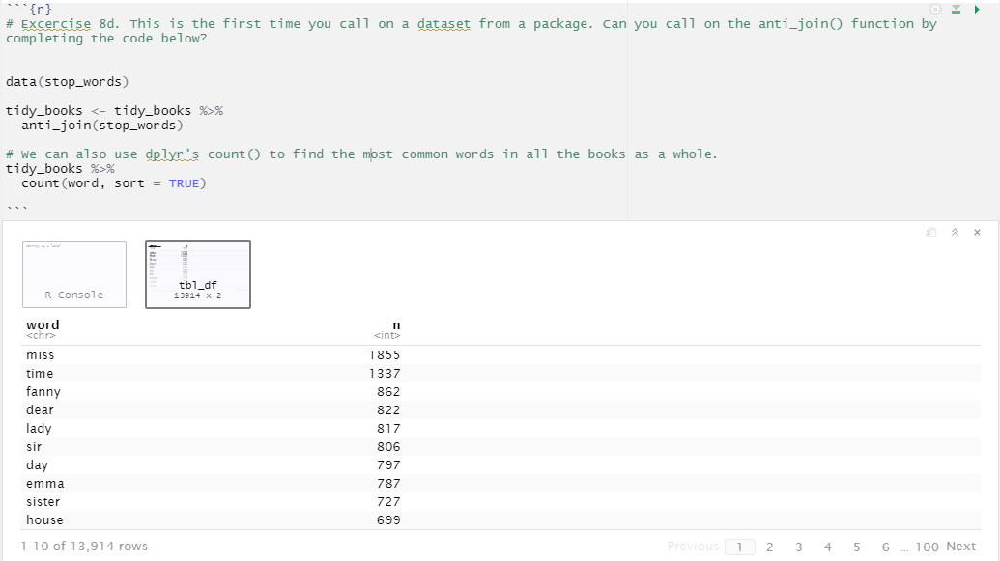 ```{r}
# Excercise 8d. This is the first time you call on a dataset from a package. Can you call on the anti_join() function by
completing the code below?
data(stop_words)
tidy_books <- tidy_books %>%
  anti_join(stop_words)
# We can also use dplyr's count() to find the most common words in all the books as a whole.
tidy_books %>%
  count(word, sort = TRUE)
```
R Console
tbl_df
13914 x 2
word n
<chr> <int>
miss 1855
time 1337
fanny 862
dear 822
lady 817
sir 806
day 797
emma 787
sister 727
house 699
1-10 of 13,914 rows Previous 1 2 3 4 5 6 ... 100 Next